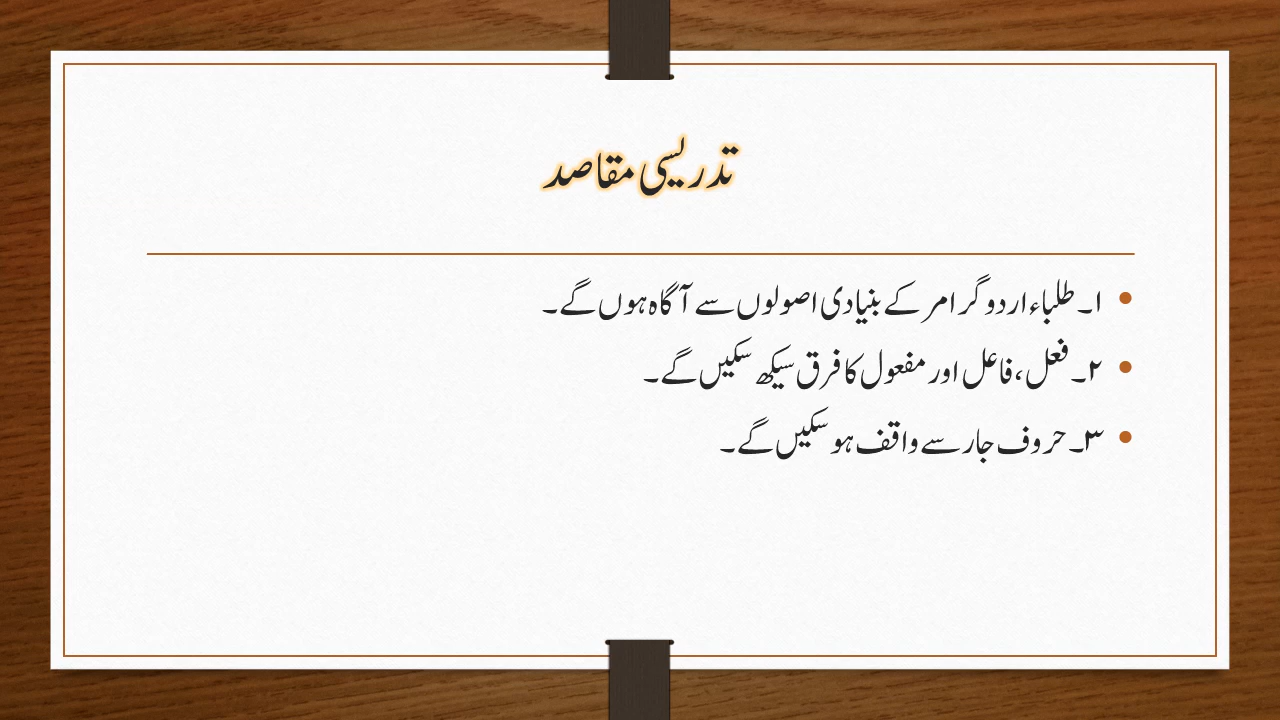 تدریسی مقاصد
• ۱۔ طلباء اردو گرامر کے بنیادی اصولوں سے آگاہ ہوں گے۔
• ۲۔ فعل، فاعل اور مفعول کا فرق سیکھ سکیں گے۔
• ۳۔ حروف جار سے واقف ہو سکیں گے۔